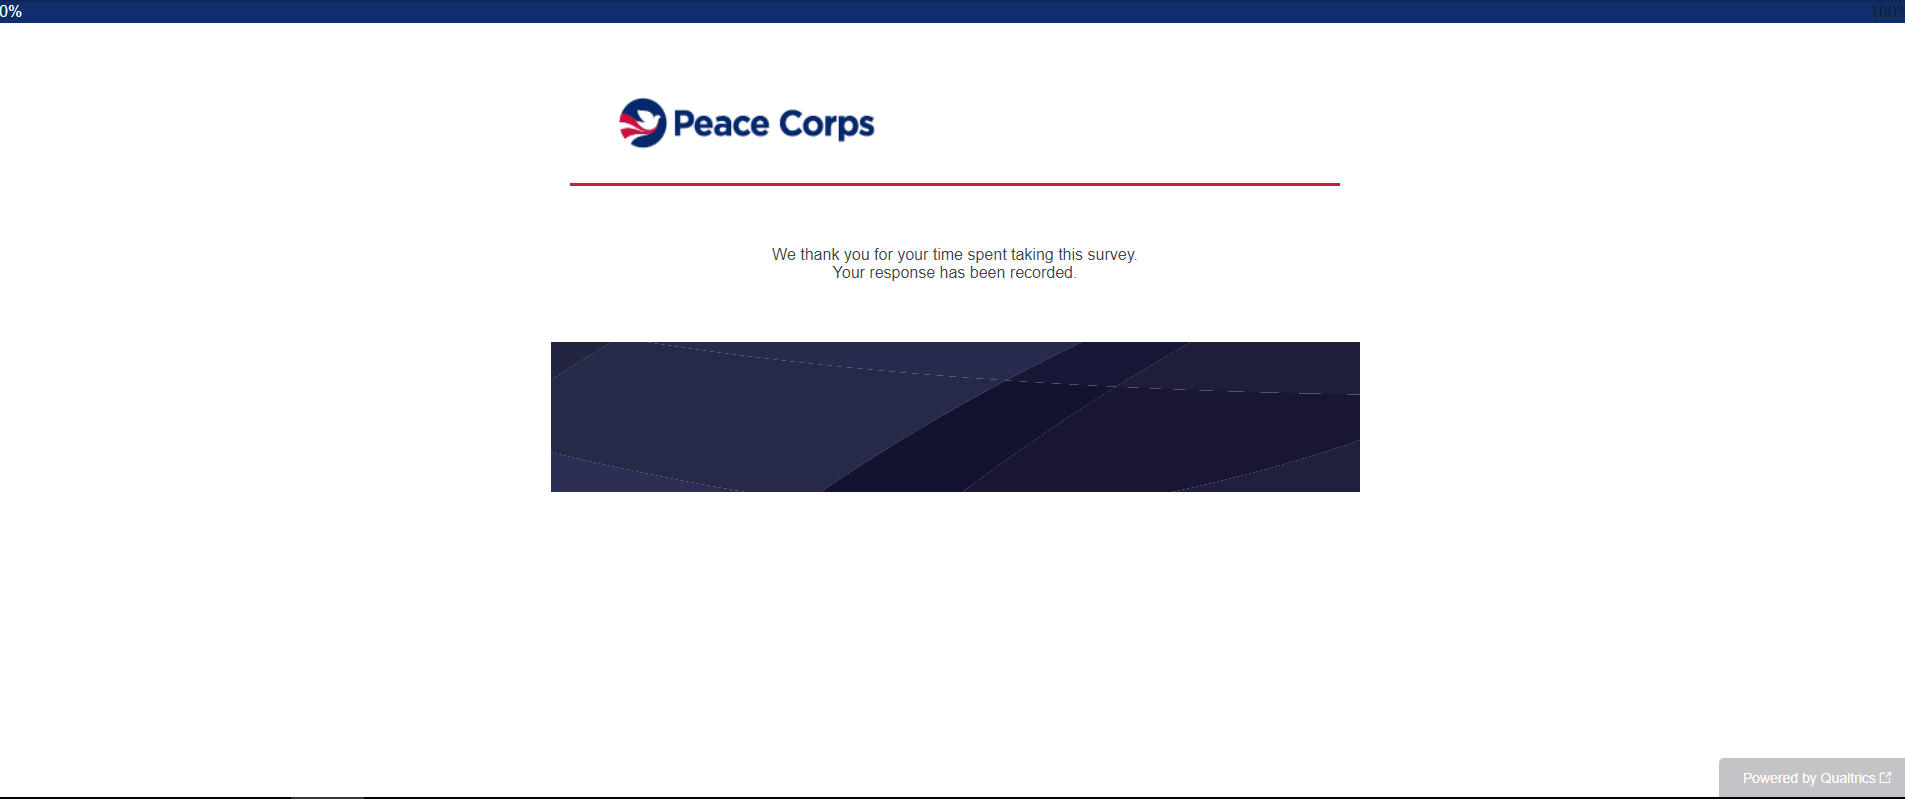 0% 100%
Peace Corps
We thank you for your time spent taking this survey.
Your response has been recorded.
Powered by Qualtrics